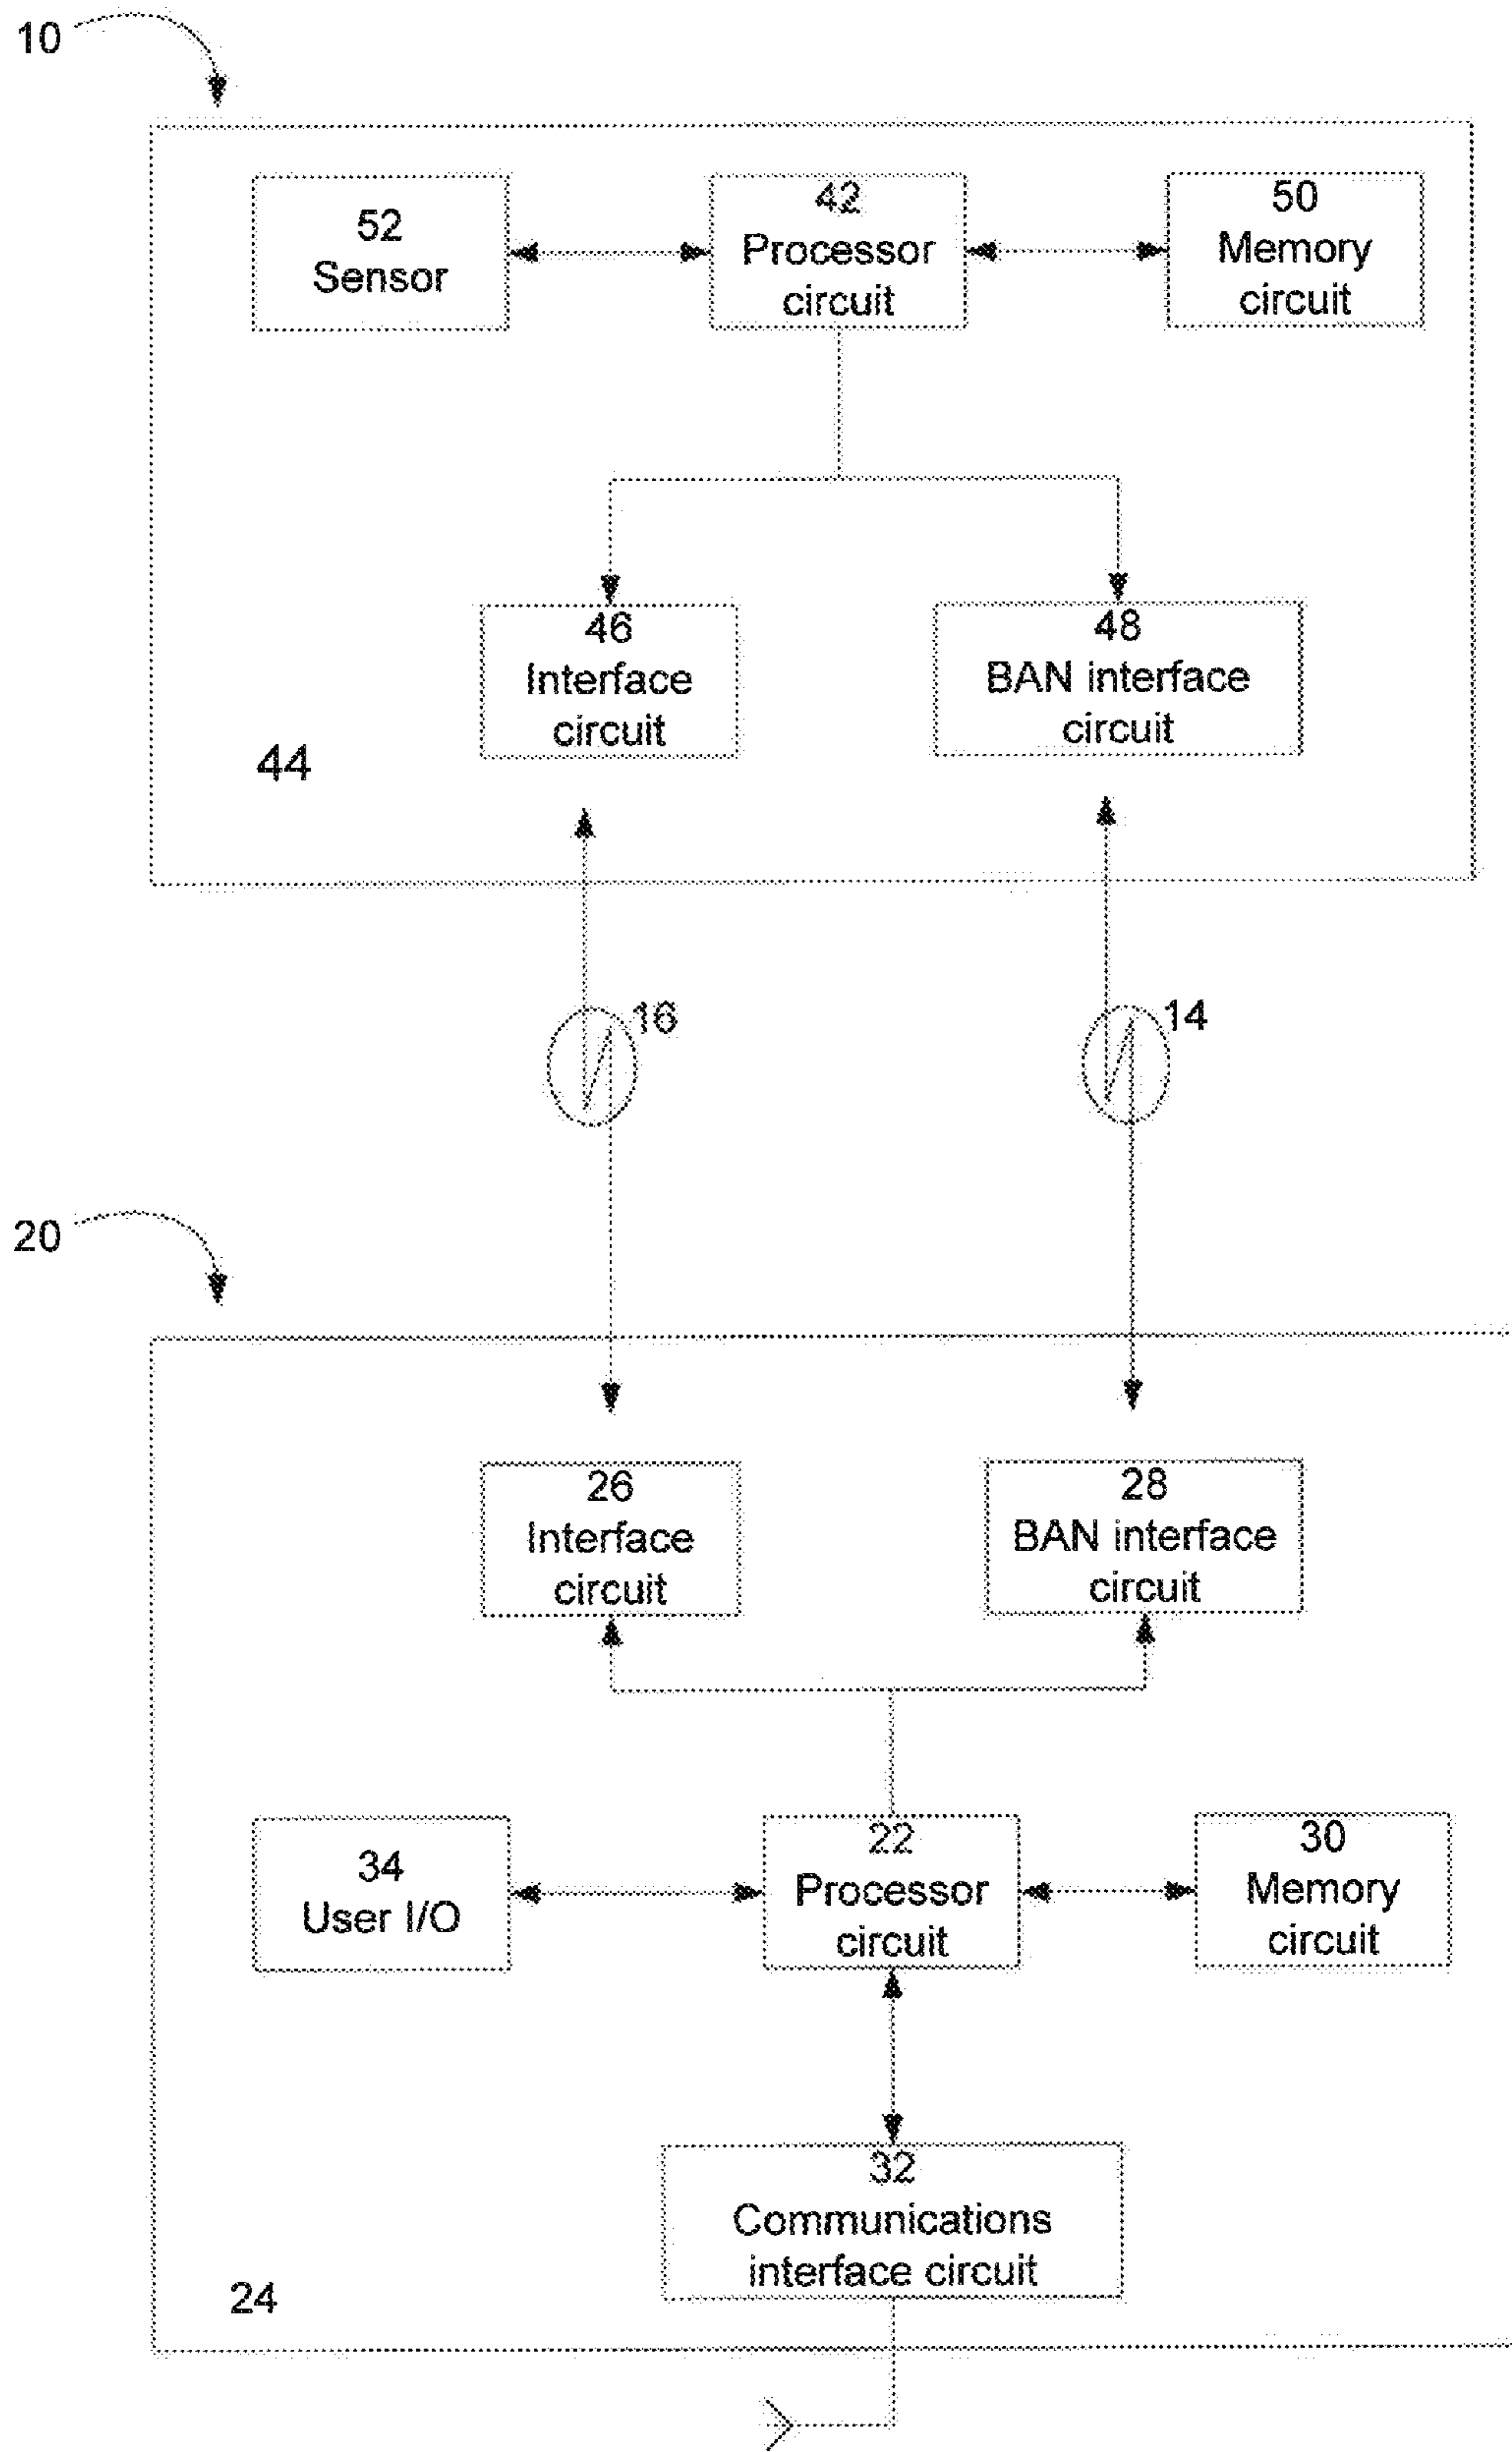 10
52
Sensor
42
Processor
circuit
50
Memory
circuit
46
Interface
circuit
48
BAN interface
circuit
44
16
14
20
26
Interface
circuit
28
BAN interface
circuit
34
User I/O
22
Processor
circuit
30
Memory
circuit
32
Communications
interface circuit
24